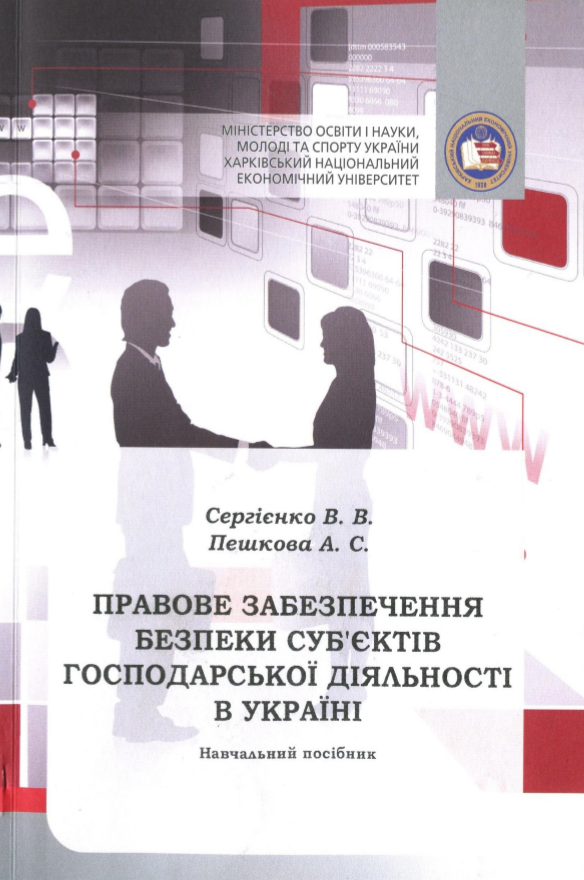 МІНІСТЕРСТВО ОСВІТИ І НАУКИ,
МОЛОДІ ТА СПОРТУ УКРАЇНИ
ХАРКІВСЬКИЙ НАЦІОНАЛЬНИЙ
ЕКОНОМІЧНИЙ УНІВЕРСИТЕТ
Сергієнко В. В.
Пешкова А. С.
ПРАВОВЕ ЗАБЕЗПЕЧЕННЯ
БЕЗПЕКИ СУБ'ЄКТІВ
ГОСПОДАРСЬКОЇ ДІЯЛЬНОСТІ
В УКРАЇНІ
Навчальний посібник
www